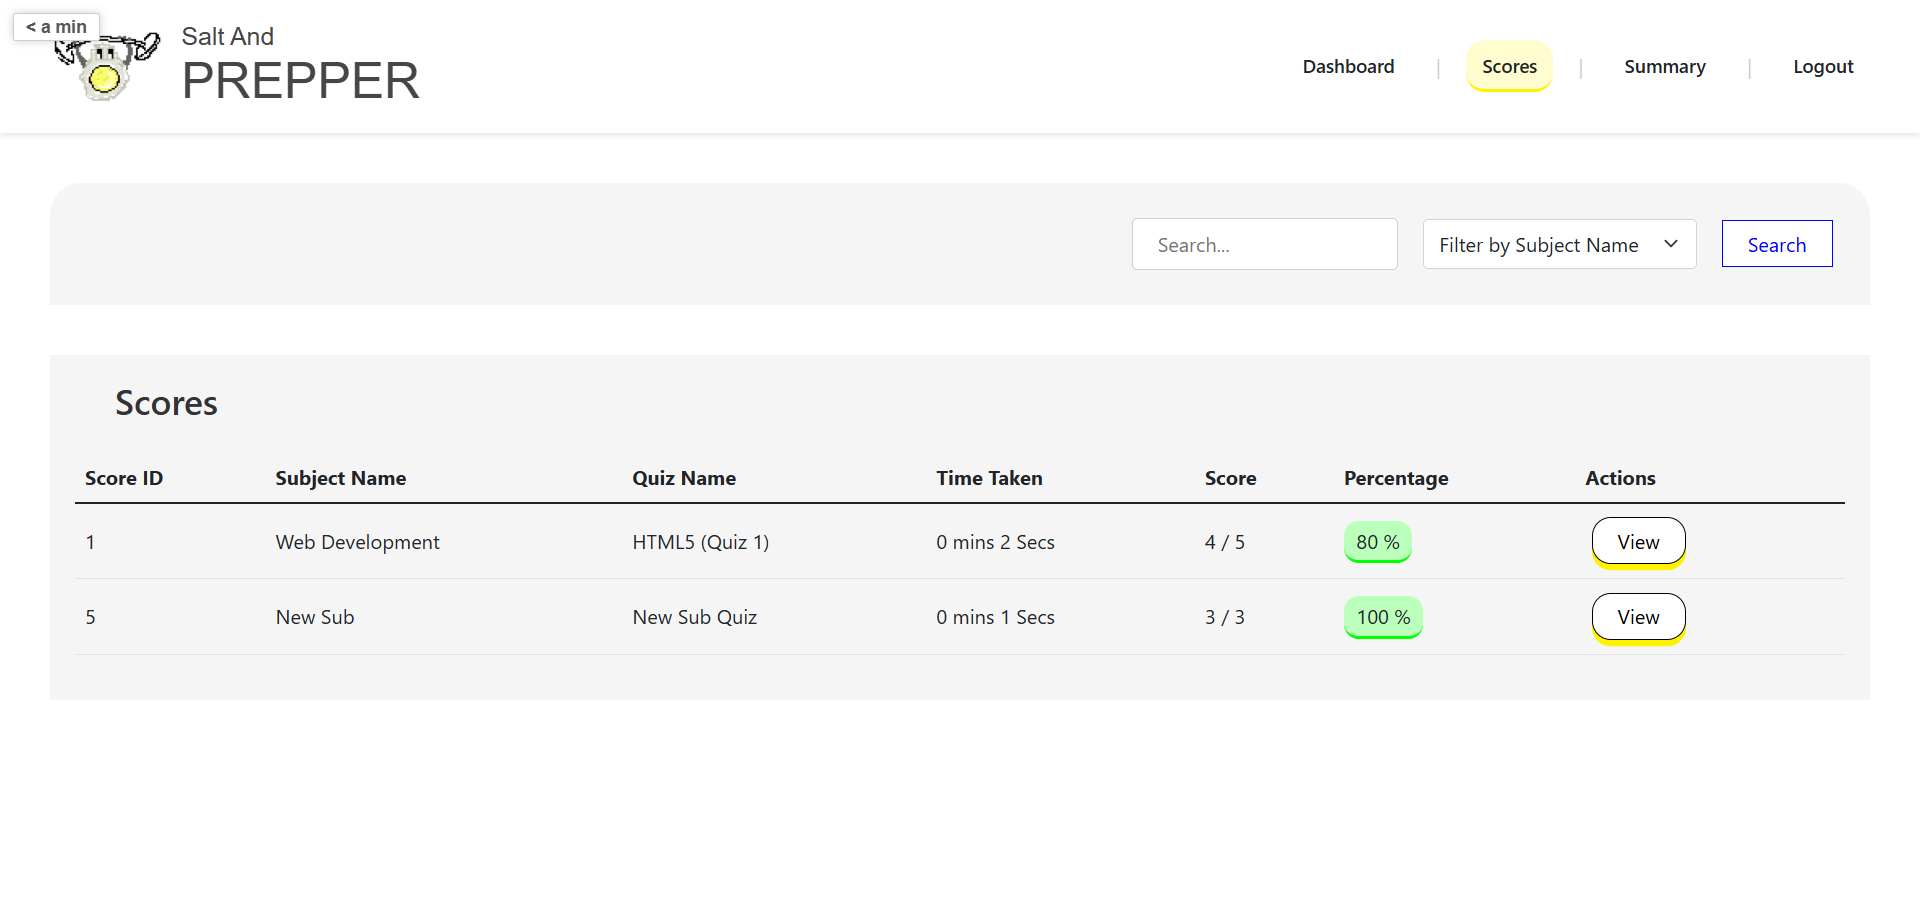 < a min
Salt And
PREPPER
Dashboard | Scores | Summary | Logout
Search... Filter by Subject Name Search
Scores
Score ID Subject Name Quiz Name Time Taken Score Percentage Actions
1 Web Development HTML5 (Quiz 1) 0 mins 2 Secs 4 / 5 80 % View
5 New Sub New Sub Quiz 0 mins 1 Secs 3 / 3 100 % View